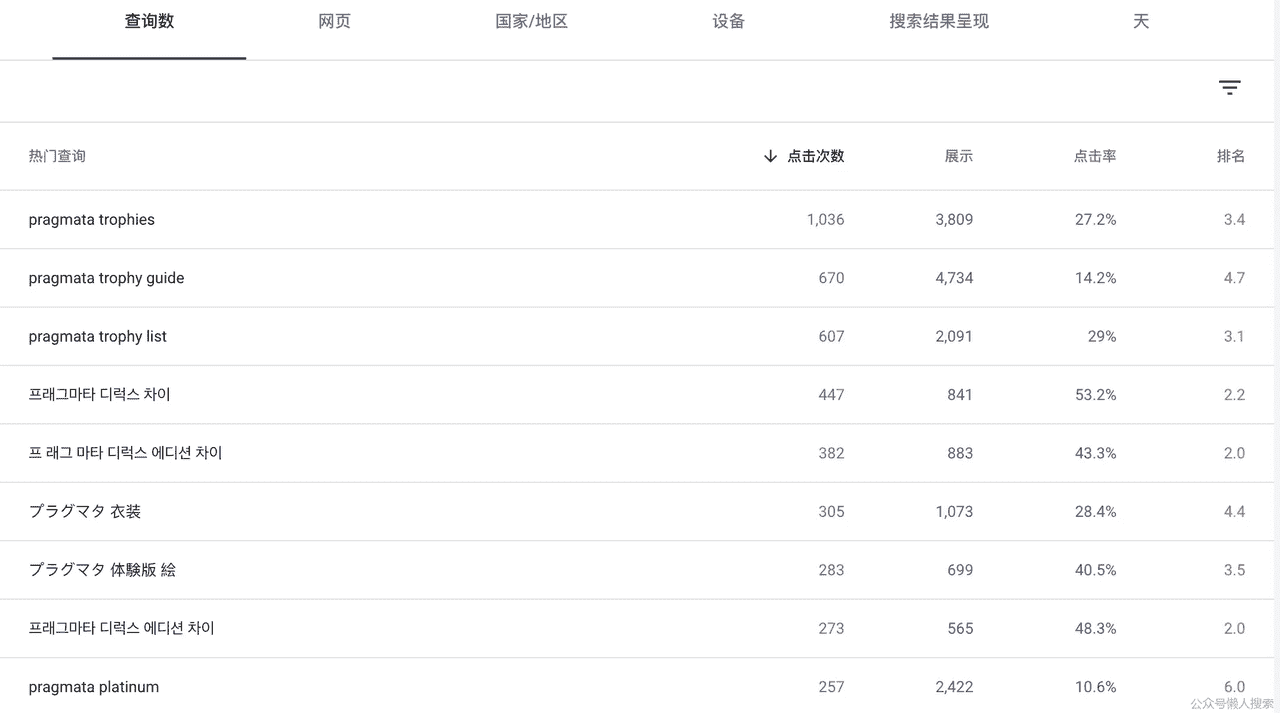 查询数 网页 国家/地区 设备 搜索结果呈现 天
热门查询 点击次数 展示 点击率 排名
pragmata trophies 1,036 3,809 27.2% 3.4
pragmata trophy guide 670 4,734 14.2% 4.7
pragmata trophy list 607 2,091 29% 3.1
프래그마타 디럭스 차이 447 841 53.2% 2.2
프 래그 마타 디럭스 에디션 차이 382 883 43.3% 2.0
プラグマタ 衣装 305 1,073 28.4% 4.4
プラグマタ 体験版 絵 283 699 40.5% 3.5
프래그마타 디럭스 에디션 차이 273 565 48.3% 2.0
pragmata platinum 257 2,422 10.6% 6.0
公众号懒人搜索